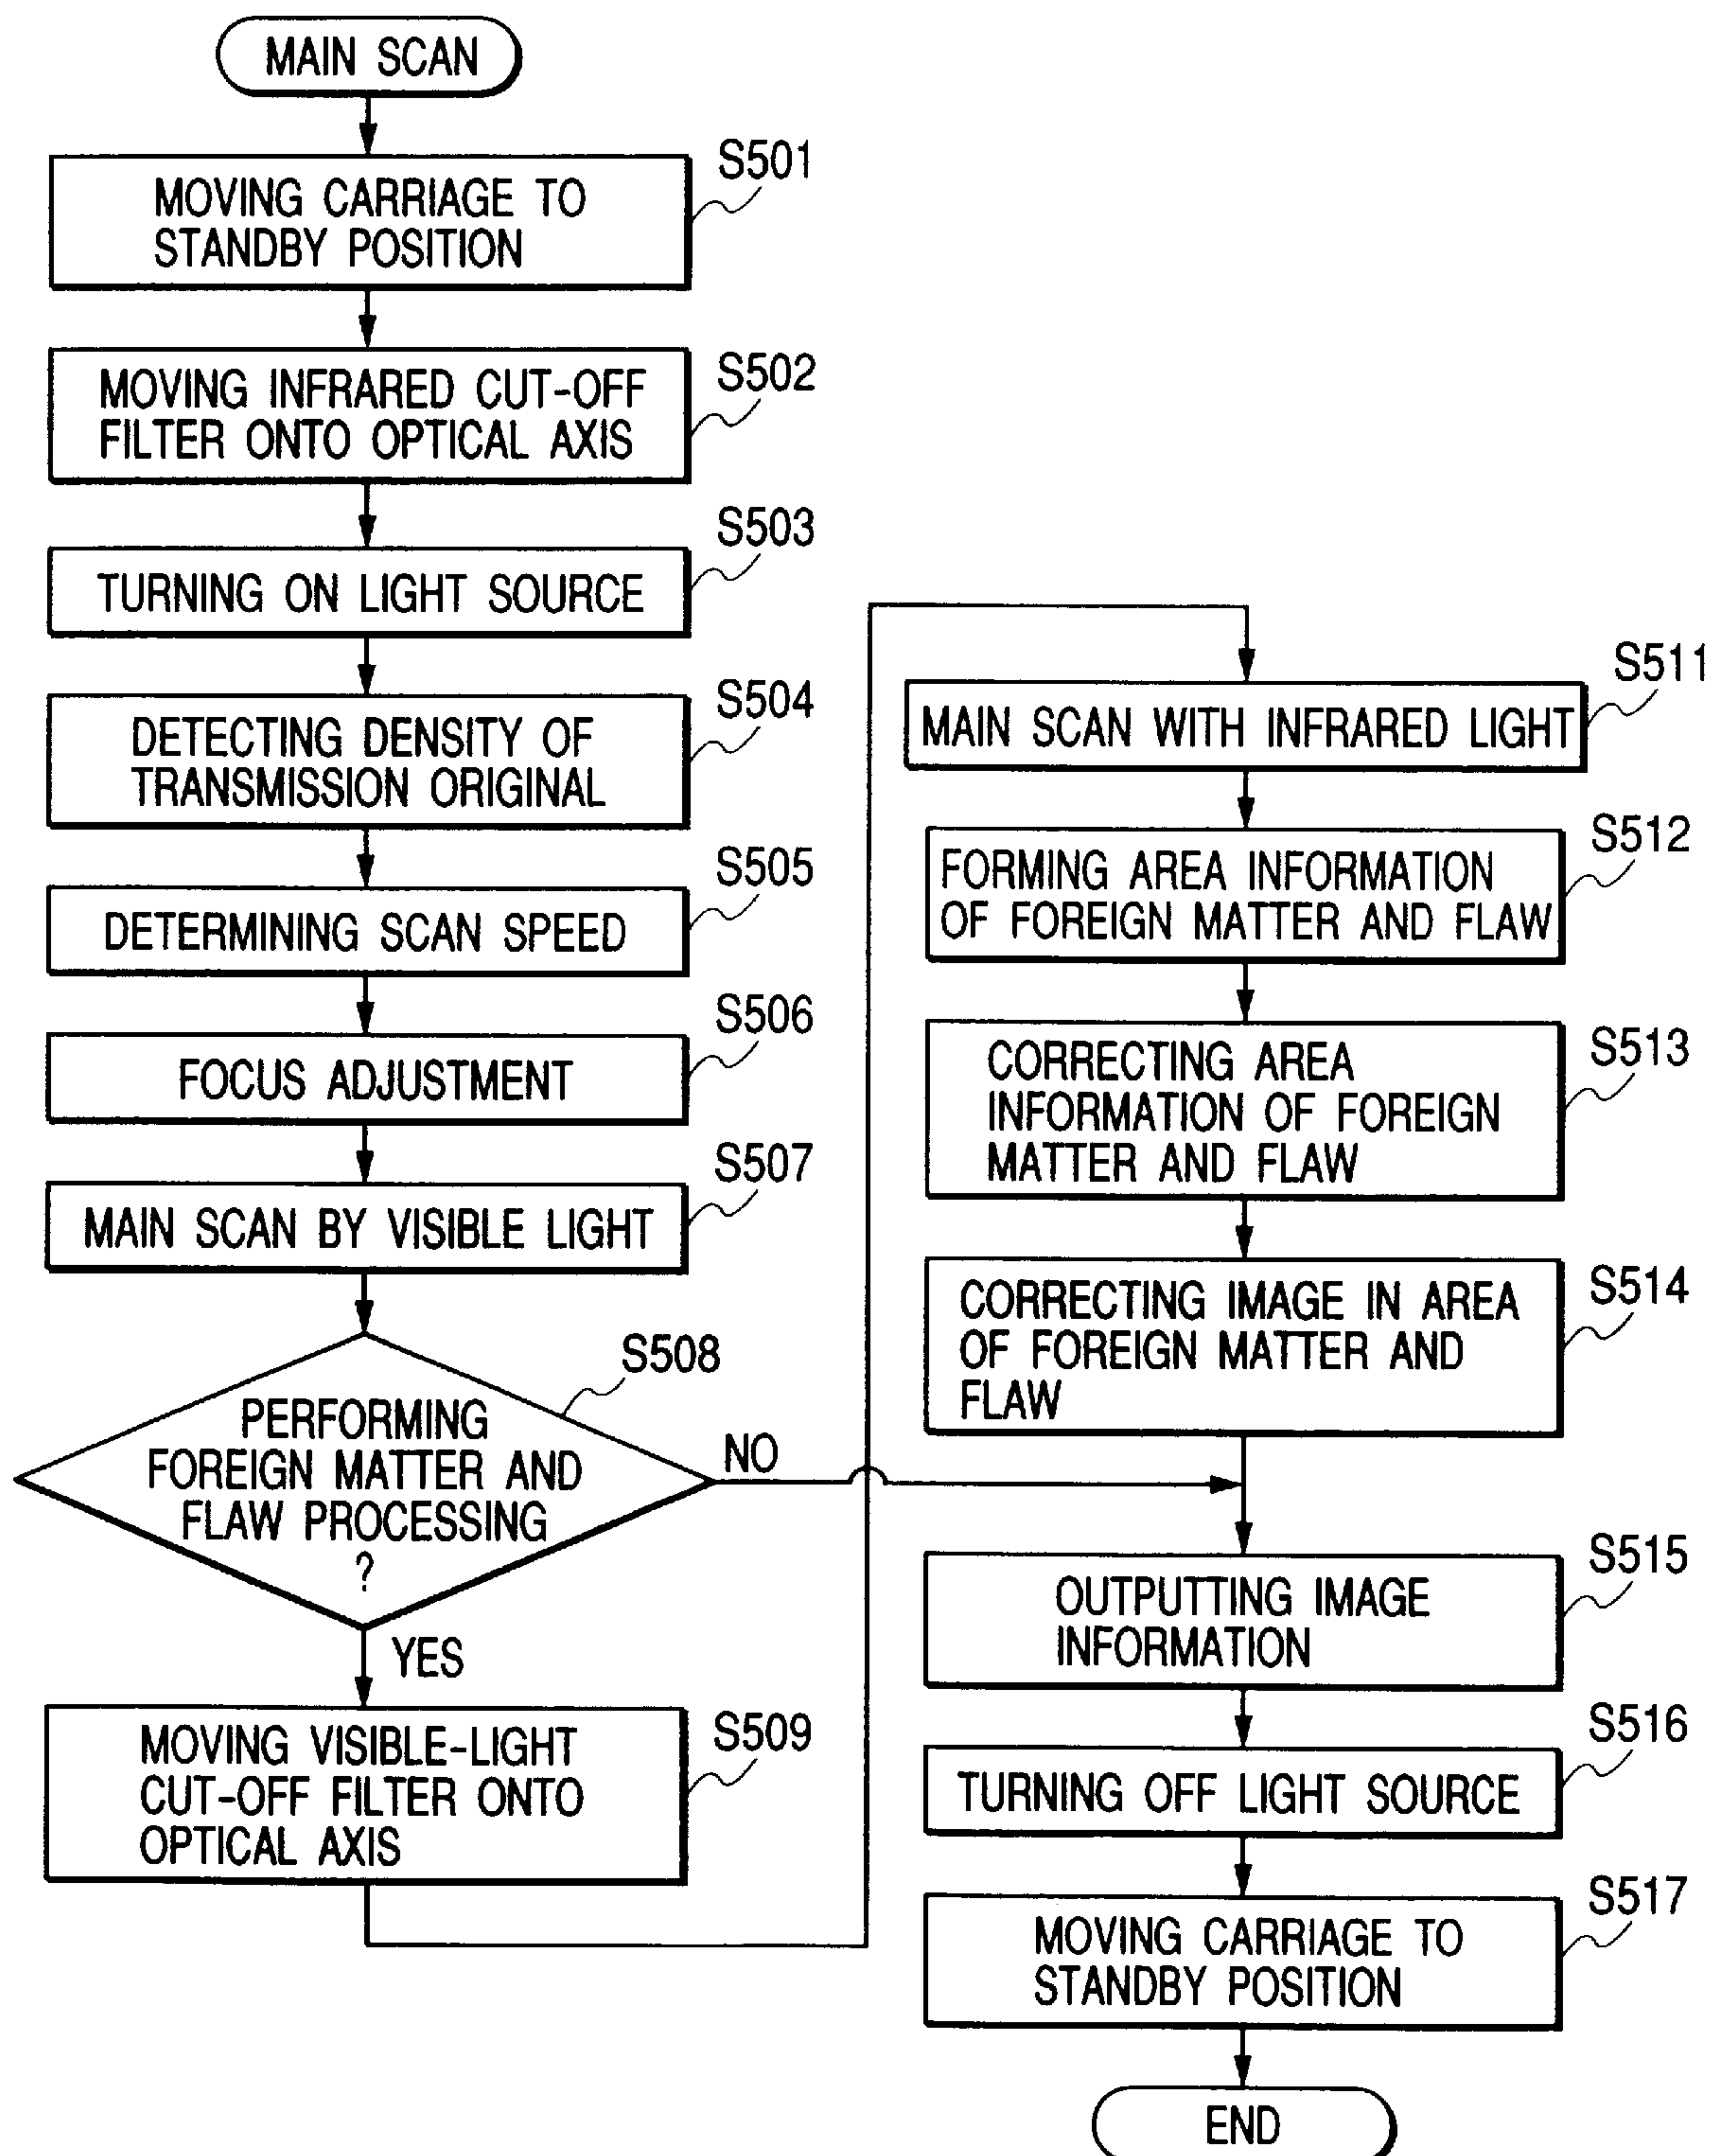 MAIN SCAN
S501
MOVING CARRIAGE TO
STANDBY POSITION
S502
MOVING INFRARED CUT-OFF
FILTER ONTO OPTICAL AXIS
S503
TURNING ON LIGHT SOURCE
S504
DETECTING DENSITY OF
TRANSMISSION ORIGINAL
S505
DETERMINING SCAN SPEED
S506
FOCUS ADJUSTMENT
S507
MAIN SCAN BY VISIBLE LIGHT
S508
PERFORMING
FOREIGN MATTER AND
FLAW PROCESSING
?
NO
YES
S509
MOVING VISIBLE-LIGHT
CUT-OFF FILTER ONTO
OPTICAL AXIS
S511
MAIN SCAN WITH INFRARED LIGHT
S512
FORMING AREA INFORMATION
OF FOREIGN MATTER AND FLAW
S513
CORRECTING AREA
INFORMATION OF FOREIGN
MATTER AND FLAW
S514
CORRECTING IMAGE IN AREA
OF FOREIGN MATTER AND
FLAW
S515
OUTPUTTING IMAGE
INFORMATION
S516
TURNING OFF LIGHT SOURCE
S517
MOVING CARRIAGE TO
STANDBY POSITION
END